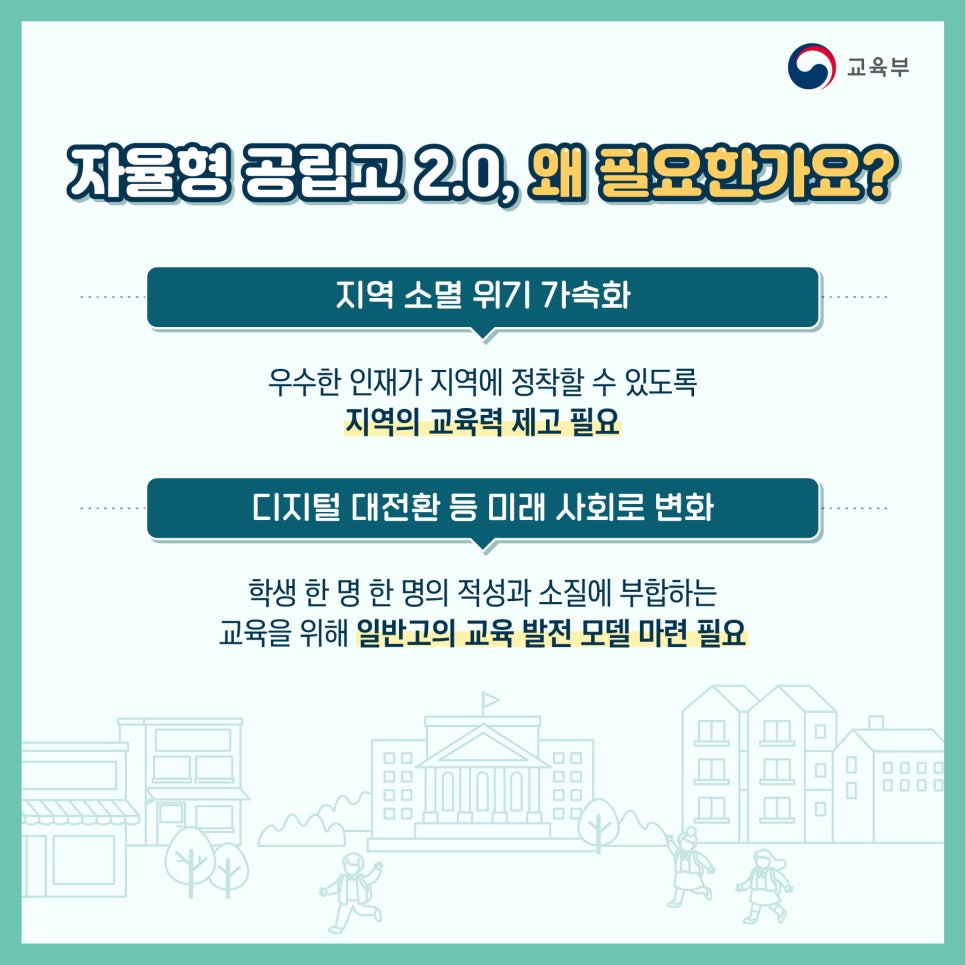 교육부
자율형 공립고 2.0, 왜 필요한가요?
지역 소멸 위기 가속화
우수한 인재가 지역에 정착할 수 있도록
지역의 교육력 제고 필요
디지털 대전환 등 미래 사회로 변화
학생 한 명 한 명의 적성과 소질에 부합하는
교육을 위해 일반고의 교육 발전 모델 마련 필요